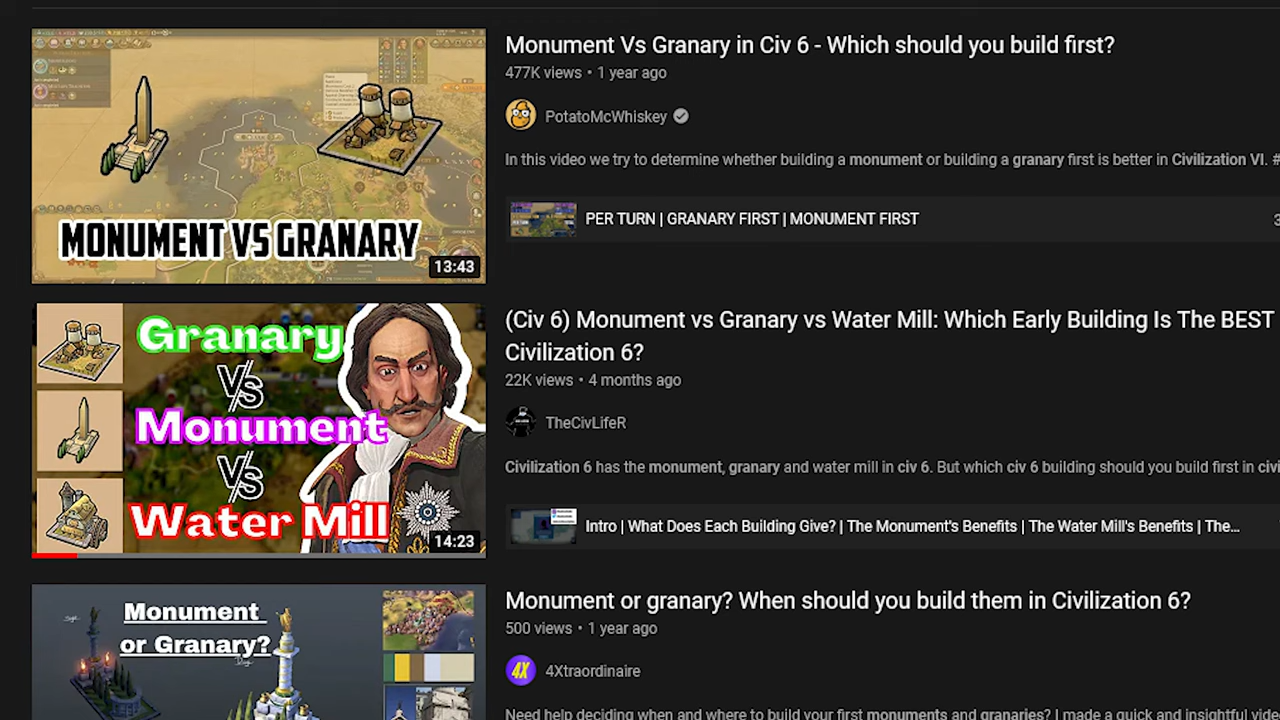 Monument Vs Granary in Civ 6 - Which should you build first?
477K views • 1 year ago
PotatoMcWhiskey
In this video we try to determine whether building a monument or building a granary first is better in Civilization VI. #
PER TURN | GRANARY FIRST | MONUMENT FIRST
MONUMENT VS GRANARY
13:43
(Civ 6) Monument vs Granary vs Water Mill: Which Early Building Is The BEST
Civilization 6?
22K views • 4 months ago
TheCivLifeR
Civilization 6 has the monument, granary and water mill in civ 6. But which civ 6 building should you build first in civi
Intro | What Does Each Building Give? | The Monument's Benefits | The Water Mill's Benefits | The...
Granary
VS
Monument
VS
Water Mill
14:23
Monument or granary? When should you build them in Civilization 6?
500 views • 1 year ago
4X
4Xtraordinaire
Need help deciding when and where to build your first monuments and granaries? I made a quick and insightful vide
Monument
or Granary?